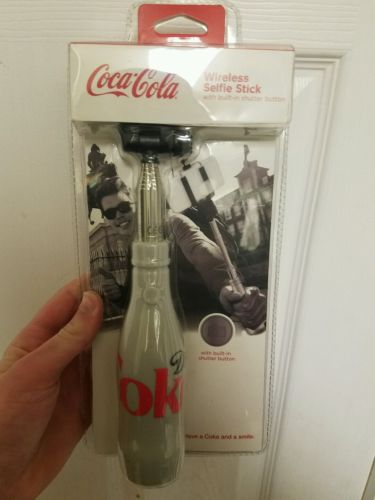 Coca-Cola
Wireless
Selfie Stick
with built-in shutter button
with built-in
shutter button
D
Coke
have a Coke and a smile.